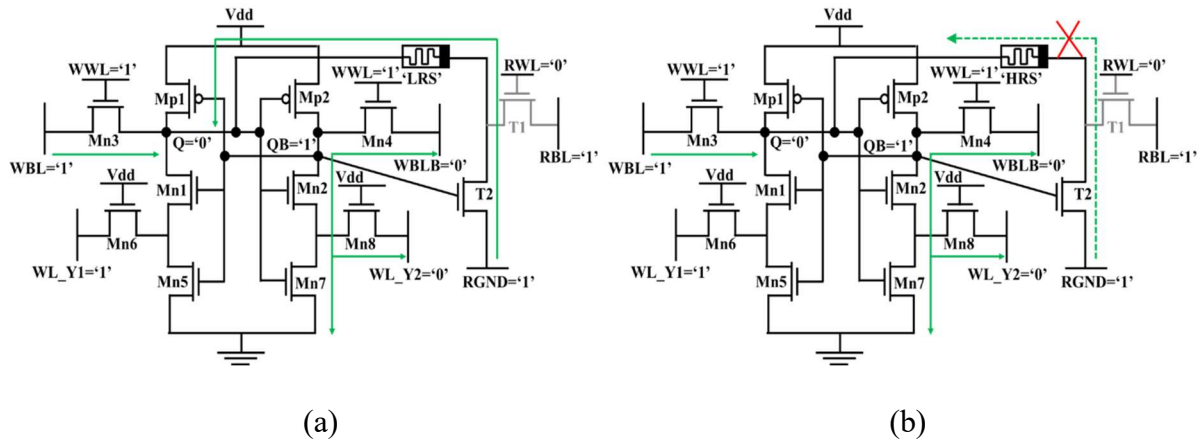 Vdd
WWL=‘1’
WWL=‘1’
‘LRS’
RWL=‘0’
Mp1
Mp2
T1
Mn3
Q=‘0’
QB=‘1’
Mn4
WBL=‘1’
WBLB=‘0’
RBL=‘1’
Mn1
Mn2
Vdd
Vdd
T2
Mn6
Mn8
WL_Y1=‘1’
Mn5
Mn7
WL_Y2=‘0’
RGND=‘1’
(a)
Vdd
WWL=‘1’
WWL=‘1’
‘HRS’
RWL=‘0’
Mp1
Mp2
T1
Mn3
Q=‘0’
QB=‘1’
Mn4
WBL=‘1’
WBLB=‘0’
RBL=‘1’
Mn1
Mn2
Vdd
Vdd
T2
Mn6
Mn8
WL_Y1=‘1’
Mn5
Mn7
WL_Y2=‘0’
RGND=‘1’
(b)